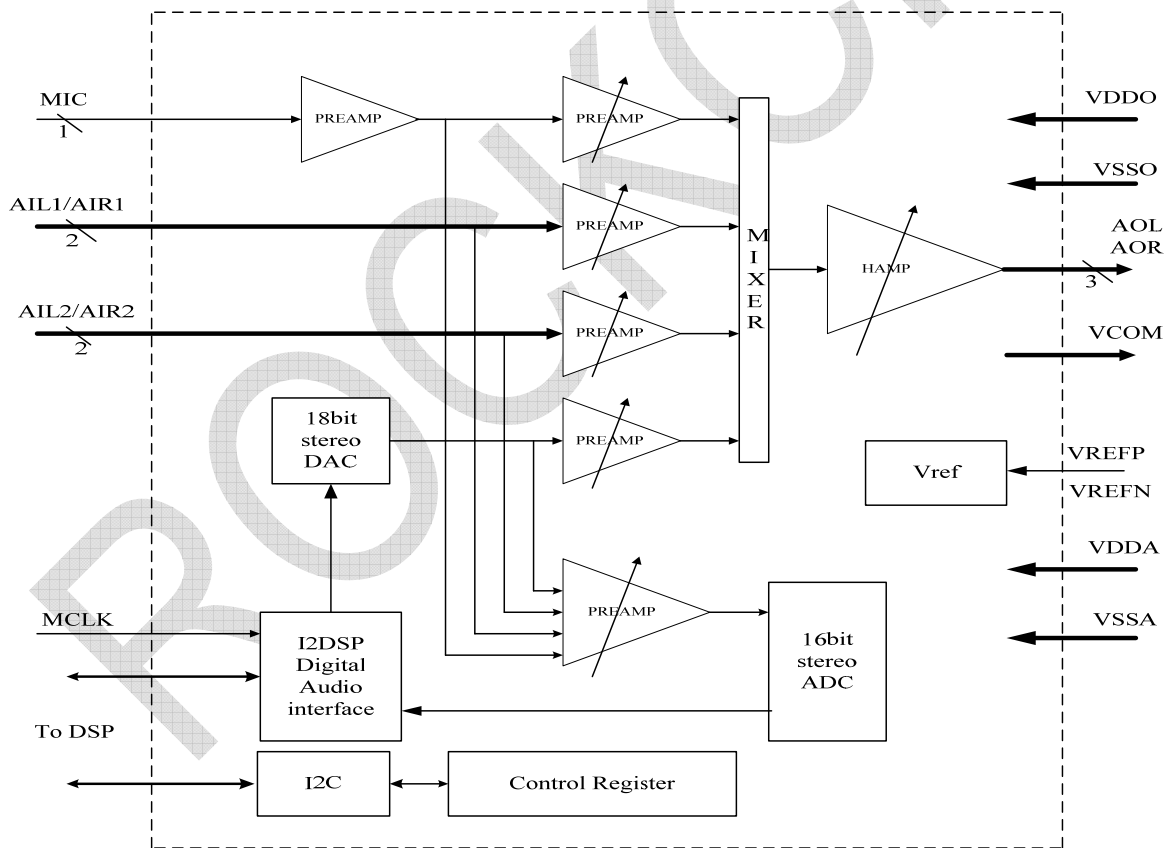 MIC
1
PREAMP
PREAMP
VDDO
VSSO
AIL1/AIR1
2
PREAMP
M
I
X
E
R
HAMP
AOL
AOR
3
AIL2/AIR2
2
PREAMP
VCOM
18bit
stereo
DAC
PREAMP
Vref
VREFP
VREFN
VDDA
VSSA
MCLK
I2DSP
Digital
Audio
interface
PREAMP
16bit
stereo
ADC
To DSP
I2C
Control Register
ROCKC